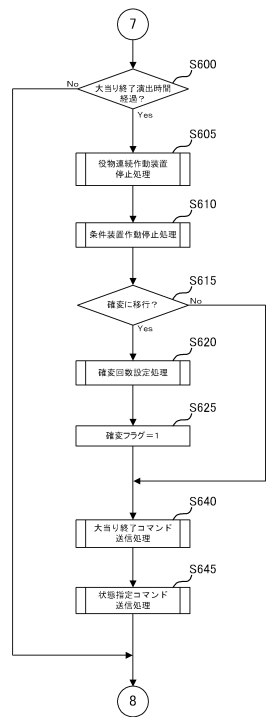 7
S600
No
大当り終了演出時間
経過?
Yes
S605
役物連続作動装置
停止処理
S610
条件装置作動停止処理
S615
確変に移行?
No
Yes
S620
確変回数設定処理
S625
確変フラグ=1
S640
大当り終了コマンド
送信処理
S645
状態指定コマンド
送信処理
8